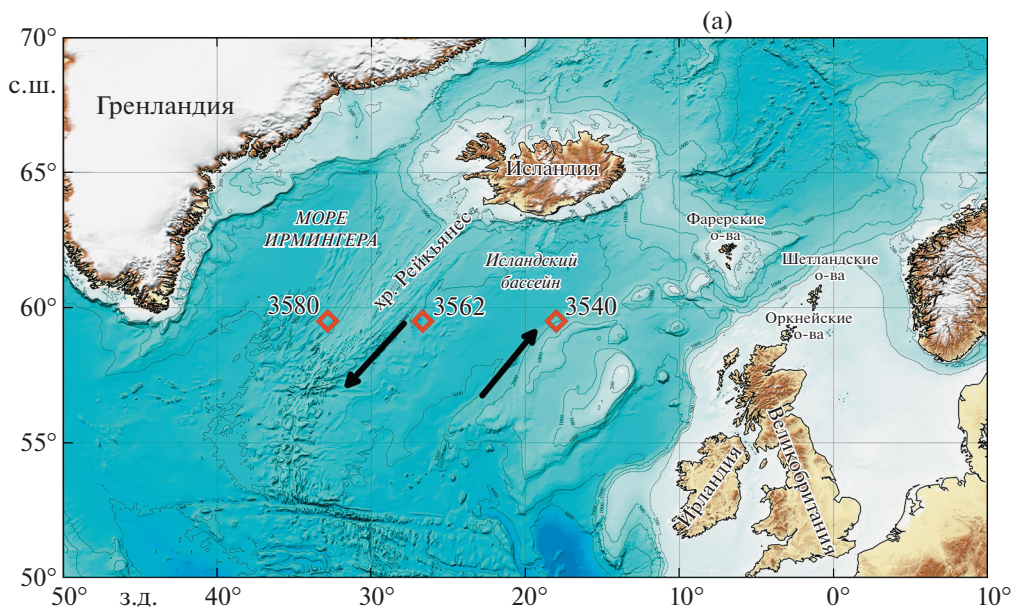 (а)
70°
с.ш.
65°
60°
55°
50°
50°
з.д.
40°
30°
20°
10°
0°
10°
Гренландия
Исландия
МОРЕ
ИРМИНГЕРА
хр. Рейкьянес
Исландский
бассейн
Фарерские
о-ва
Шетландские
о-ва
Оркнейские
о-ва
3580
3562
3540
Ирландия
Великобритания